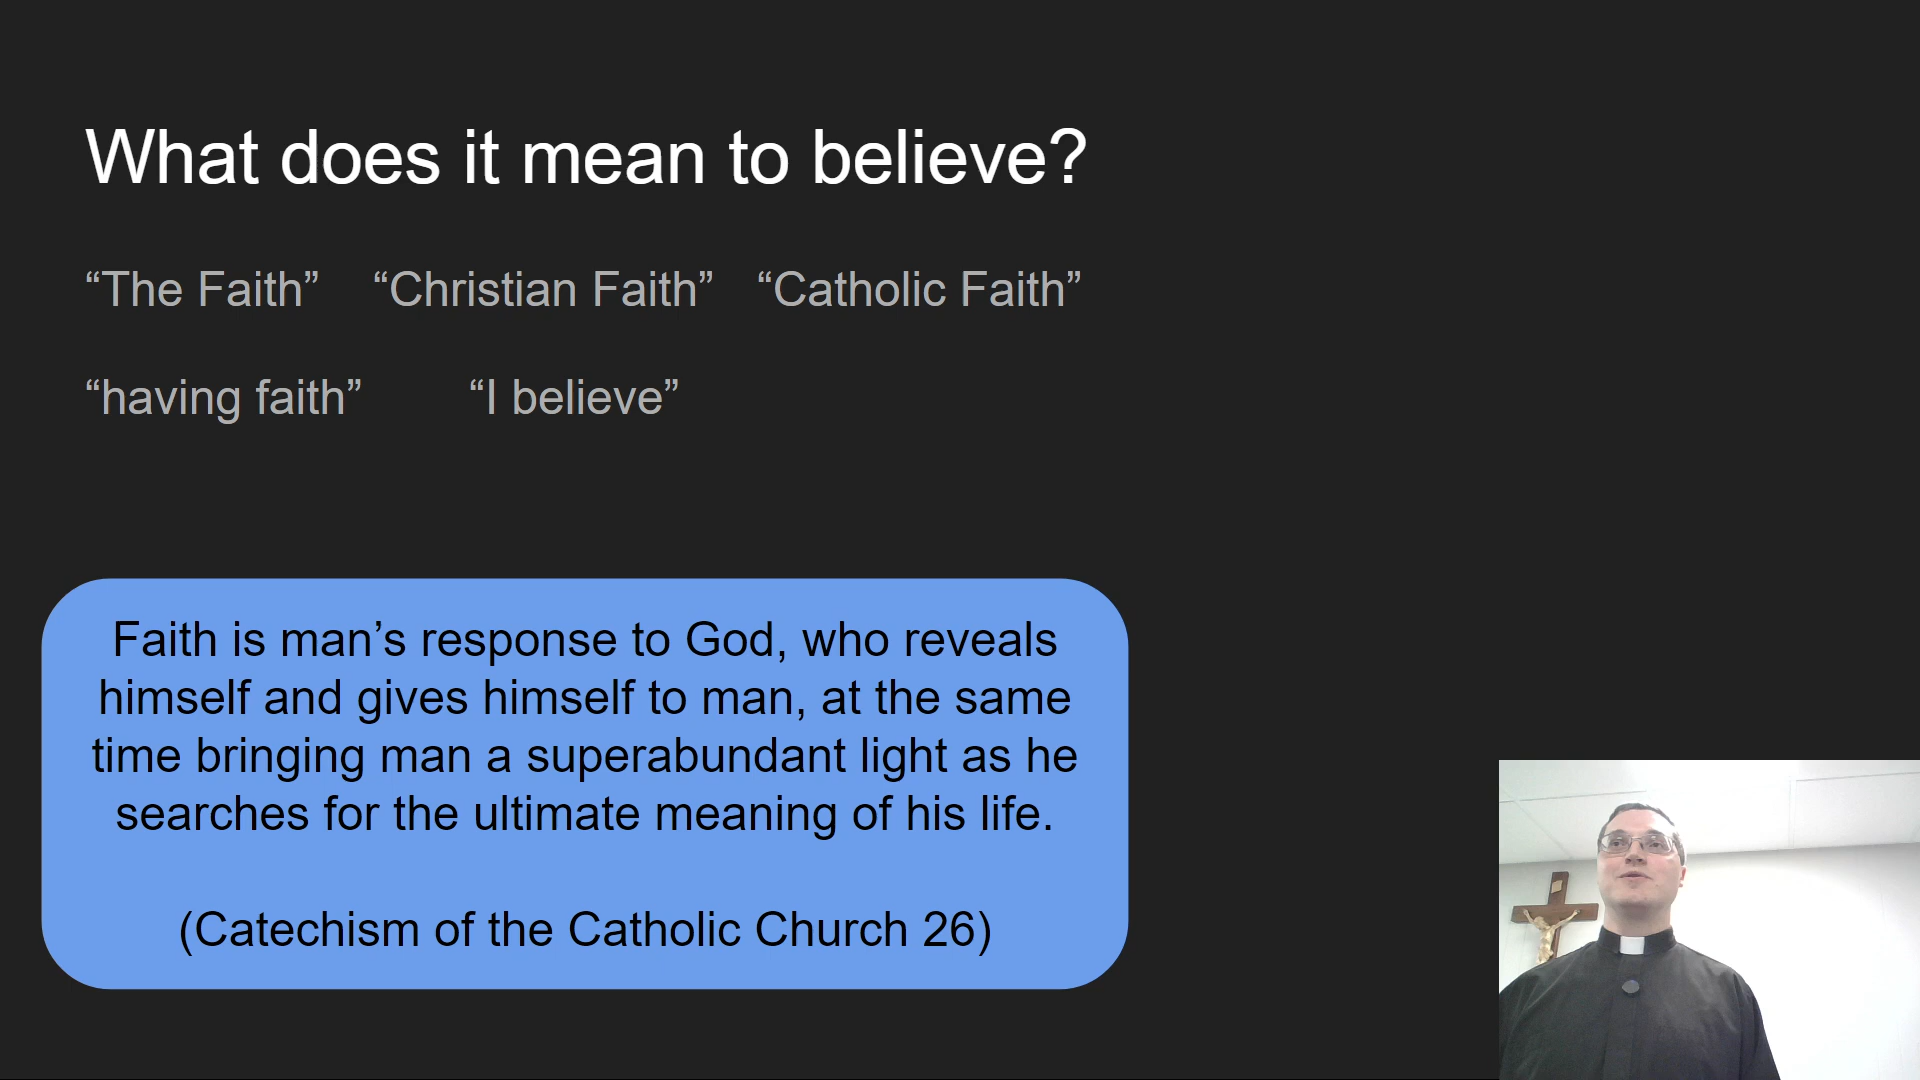 What does it mean to believe?
“The Faith” “Christian Faith” “Catholic Faith”
“having faith” “I believe”
Faith is man’s response to God, who reveals
himself and gives himself to man, at the same
time bringing man a superabundant light as he
searches for the ultimate meaning of his life.
(Catechism of the Catholic Church 26)